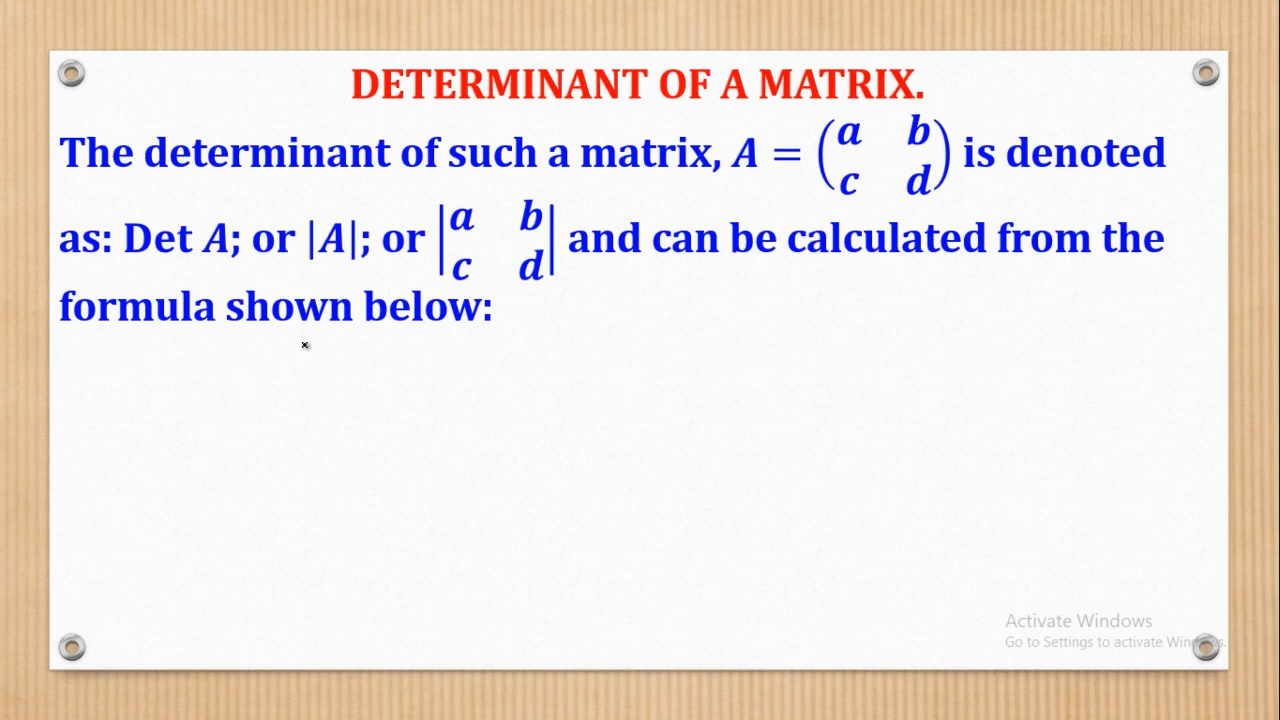 DETERMINANT OF A MATRIX.
The determinant of such a matrix, A = (a b
c d) is denoted
as: Det A; or |A|; or |a b
c d| and can be calculated from the
formula shown below:
Activate Windows
Go to Settings to activate Windows.